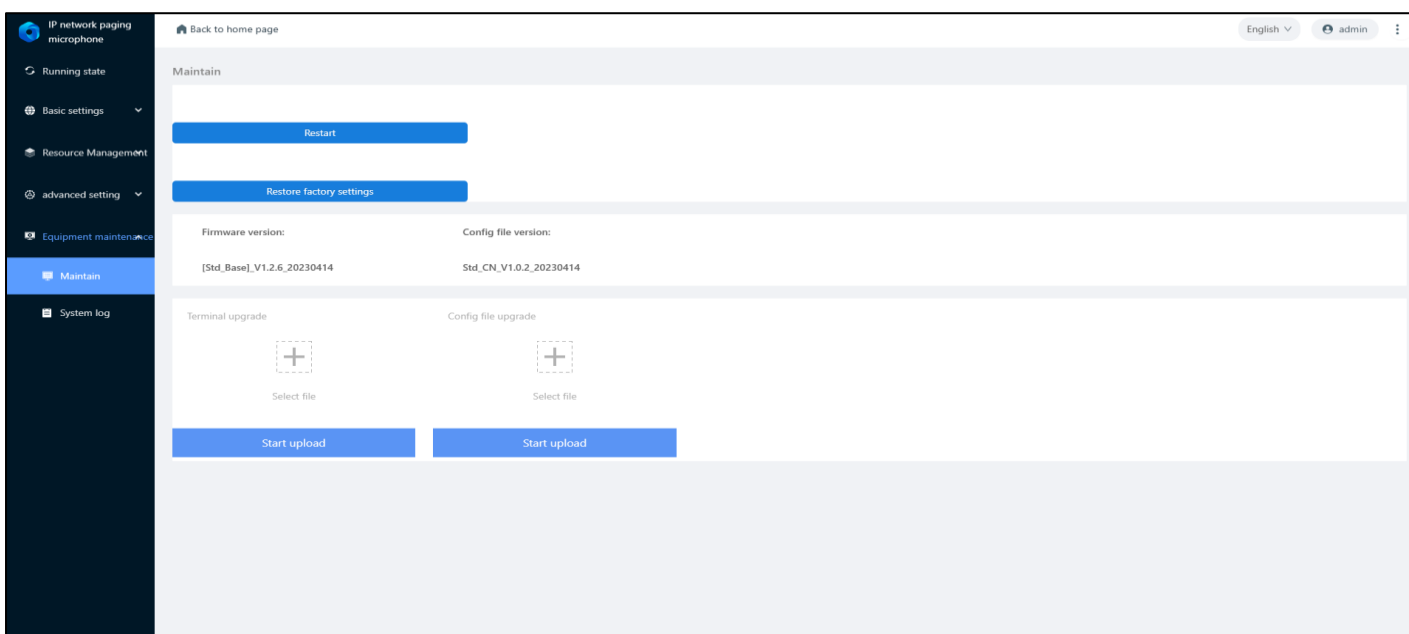 IP network paging
microphone
Back to home page
English
admin
Running state
Basic settings
Resource Management
advanced setting
Equipment maintenance
Maintain
System log
Maintain
Restart
Restore factory settings
Firmware version:
Config file version:
[Std_Base]_V1.2.6_20230414
Std_CN_V1.0.2_20230414
Terminal upgrade
Config file upgrade
Select file
Select file
Start upload
Start upload